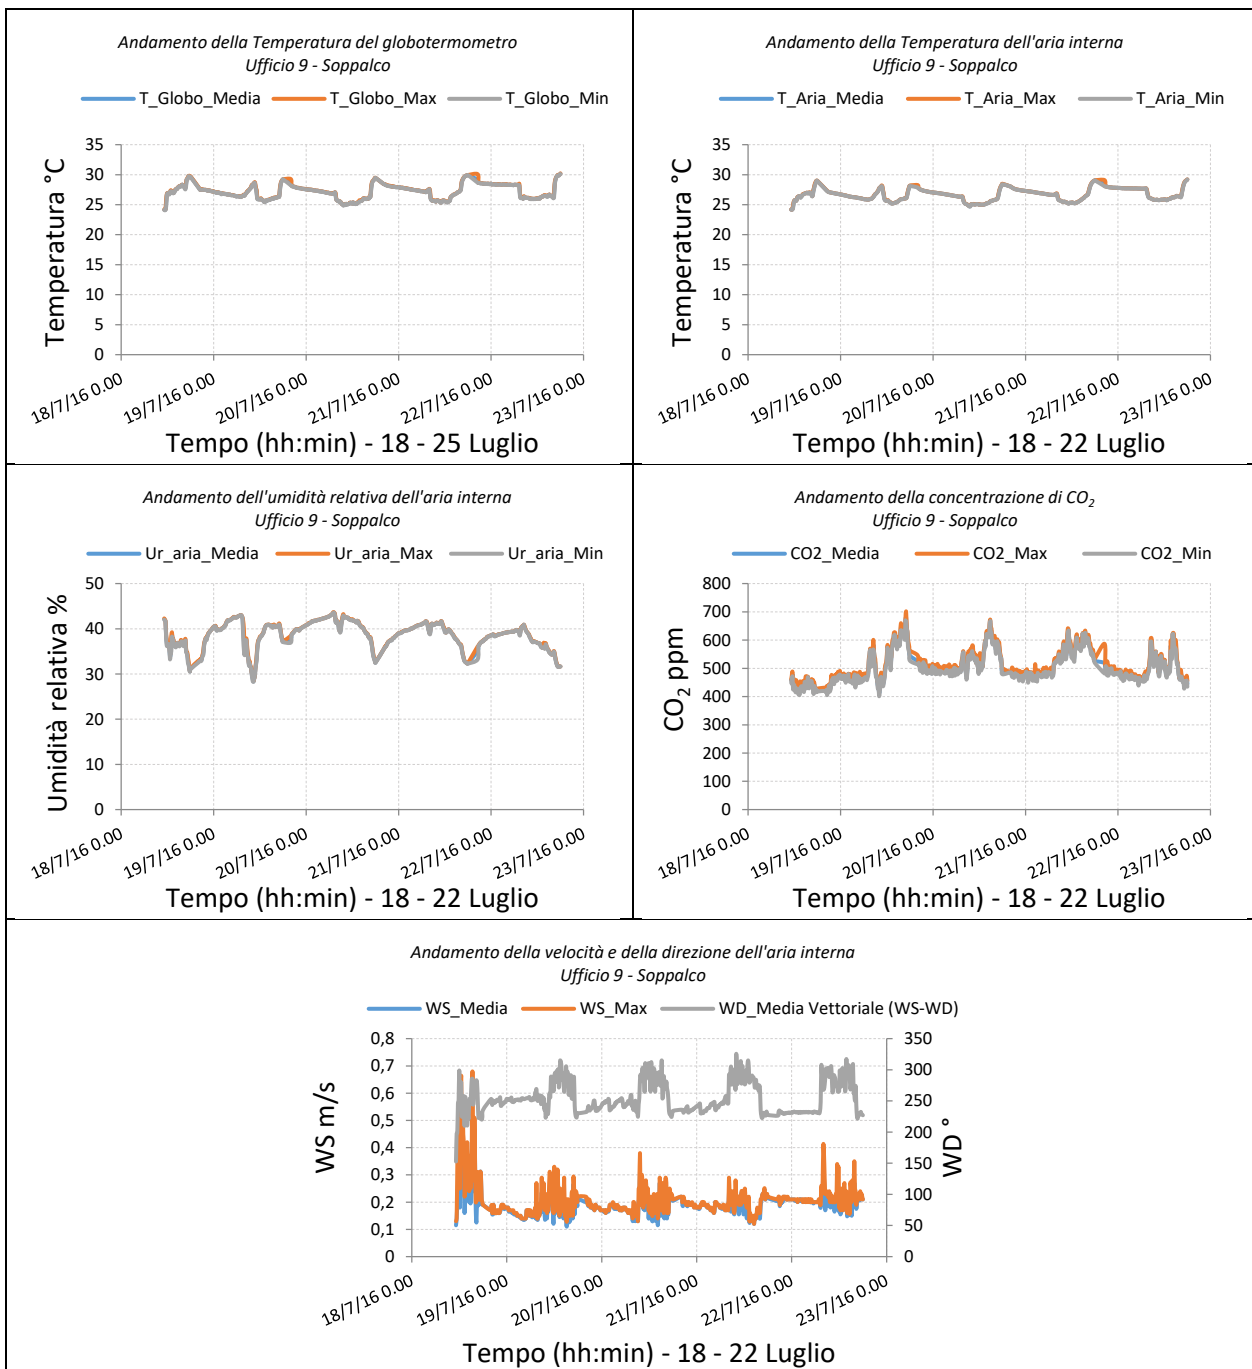 Andamento della Temperatura del globotermometro
Ufficio 9 - Soppalco
T_Globo_Media T_Globo_Max T_Globo_Min
Temperatura °C
35
30
25
20
15
10
5
0
18/7/16 0.00 19/7/16 0.00 20/7/16 0.00 21/7/16 0.00 22/7/16 0.00 23/7/16 0.00
Tempo (hh:min) - 18 - 25 Luglio
Andamento della Temperatura dell'aria interna
Ufficio 9 - Soppalco
T_Aria_Media T_Aria_Max T_Aria_Min
Temperatura °C
35
30
25
20
15
10
5
0
18/7/16 0.00 19/7/16 0.00 20/7/16 0.00 21/7/16 0.00 22/7/16 0.00 23/7/16 0.00
Tempo (hh:min) - 18 - 22 Luglio
Andamento dell'umidità relativa dell'aria interna
Ufficio 9 - Soppalco
Ur_aria_Media Ur_aria_Max Ur_aria_Min
Umidità relativa %
50
40
30
20
10
0
18/7/16 0.00 19/7/16 0.00 20/7/16 0.00 21/7/16 0.00 22/7/16 0.00 23/7/16 0.00
Tempo (hh:min) - 18 - 22 Luglio
Andamento della concentrazione di CO₂
Ufficio 9 - Soppalco
CO2_Media CO2_Max CO2_Min
CO₂ ppm
800
700
600
500
400
300
200
100
0
18/7/16 0.00 19/7/16 0.00 20/7/16 0.00 21/7/16 0.00 22/7/16 0.00 23/7/16 0.00
Tempo (hh:min) - 18 - 22 Luglio
Andamento della velocità e della direzione dell'aria interna
Ufficio 9 - Soppalco
WS_Media WS_Max WD_Media Vettoriale (WS-WD)
WS m/s
0,8
0,7
0,6
0,5
0,4
0,3
0,2
0,1
0
350
300
250
200
150
100
50
0
WD °
18/7/16 0.00 19/7/16 0.00 20/7/16 0.00 21/7/16 0.00 22/7/16 0.00 23/7/16 0.00
Tempo (hh:min) - 18 - 22 Luglio